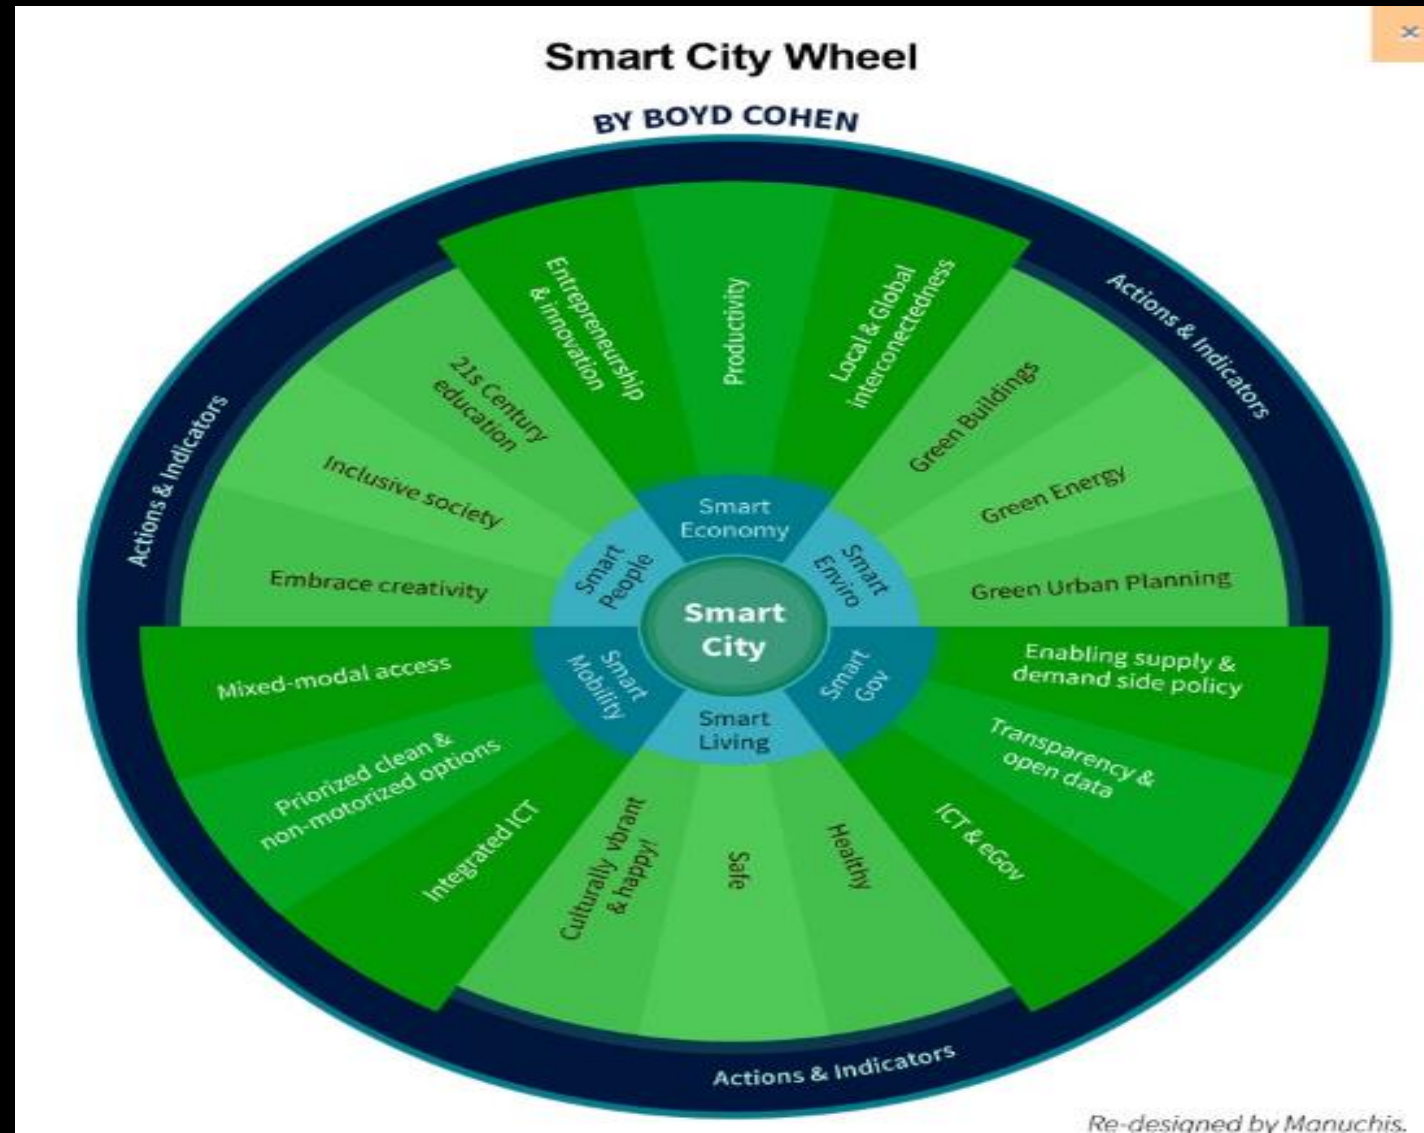 Smart City Wheel
BY BOYD COHEN
Actions & Indicators
Actions & Indicators
Actions & Indicators
Entrepreneurship
& innovation
Productivity
Local & Global
interconectedness
Green Buildings
Green Energy
Green Urban Planning
Enabling supply &
demand side policy
Transparency &
open data
ICT & eGov
Healthy
Safe
Culturally vbrant
& happy!
Integrated ICT
Priorized clean &
non-motorized options
Mixed-modal access
Embrace creativity
Inclusive society
21s Century
education
Smart
Economy
Smart
Enviro
Smart
Gov
Smart
Living
Smart
Mobility
Smart
People
Smart
City
Re-designed by Manuchis.